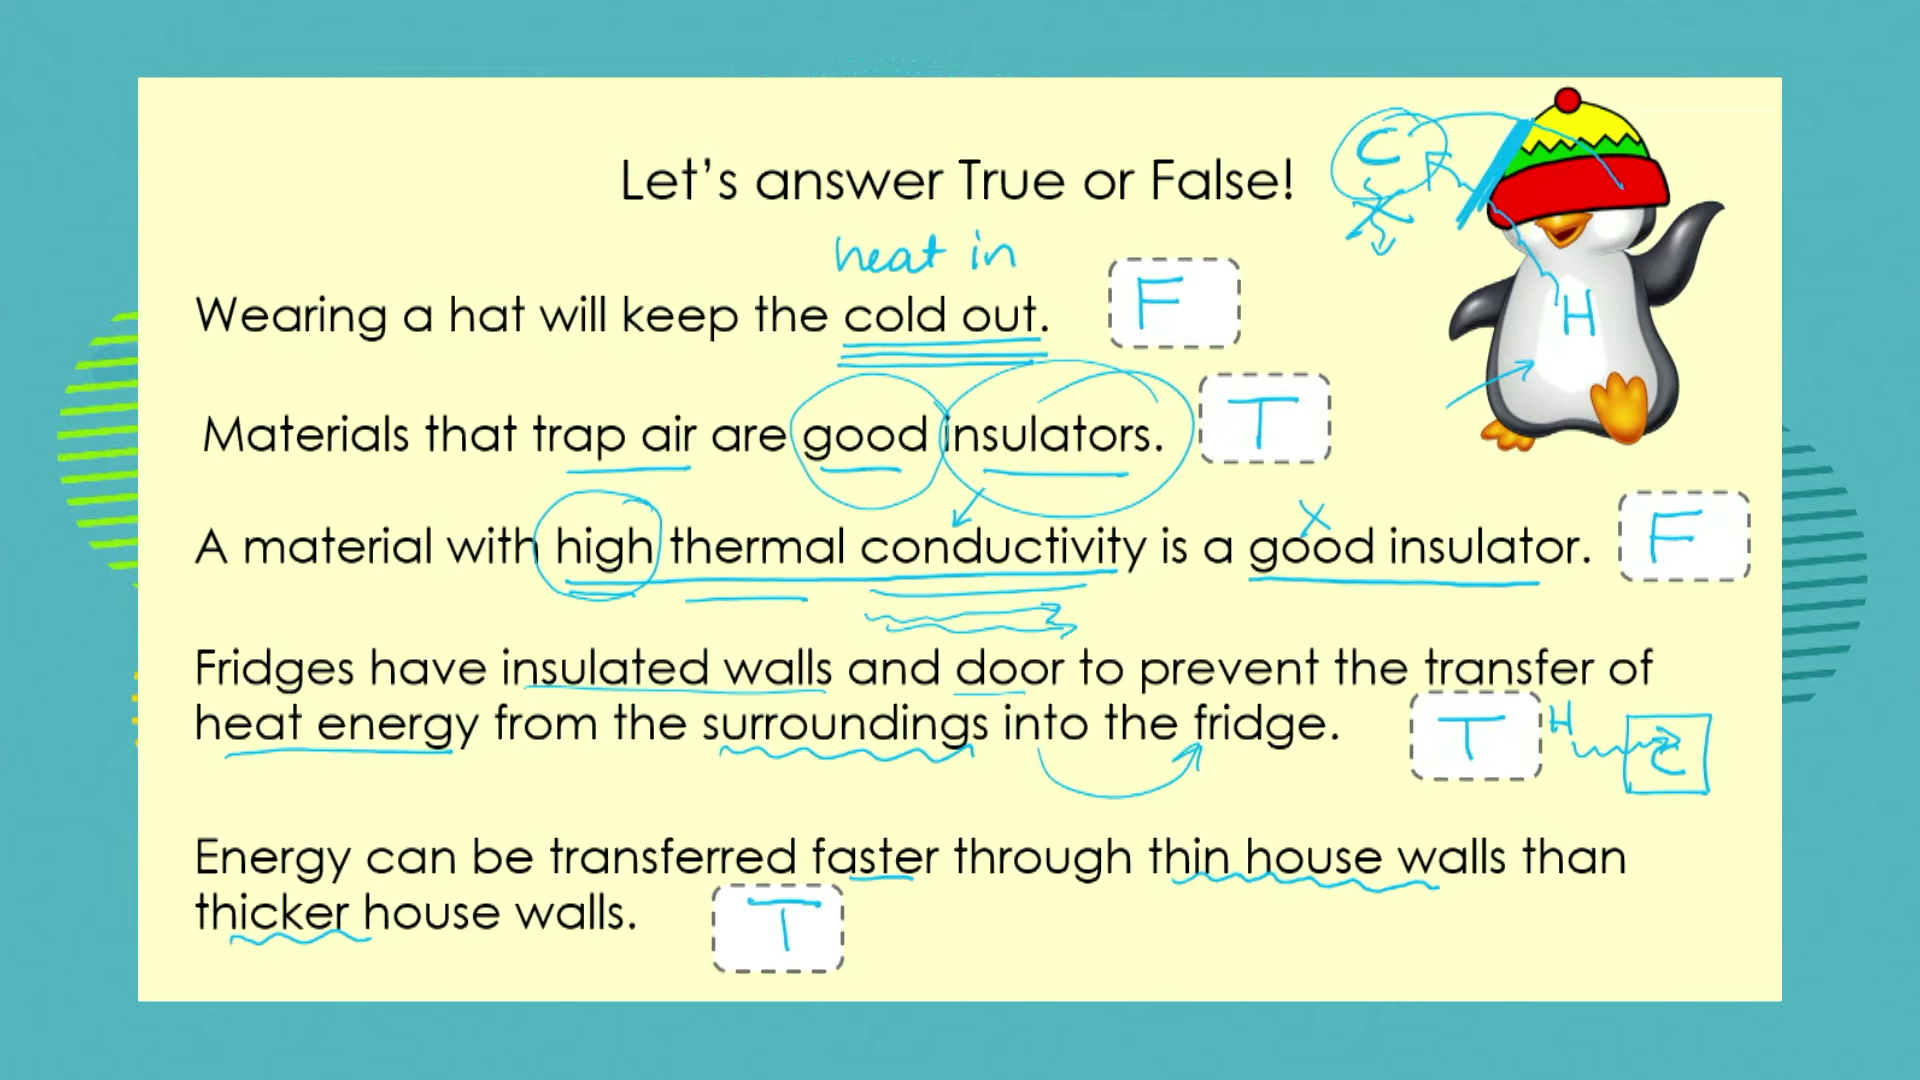 Let's answer True or False!
C
heat in
Wearing a hat will keep the cold out. F
H
Materials that trap air are good insulators. T
A material with high thermal conductivity is a good insulator. F
Fridges have insulated walls and door to prevent the transfer of
heat energy from the surroundings into the fridge. T H C
Energy can be transferred faster through thin house walls than
thicker house walls. T